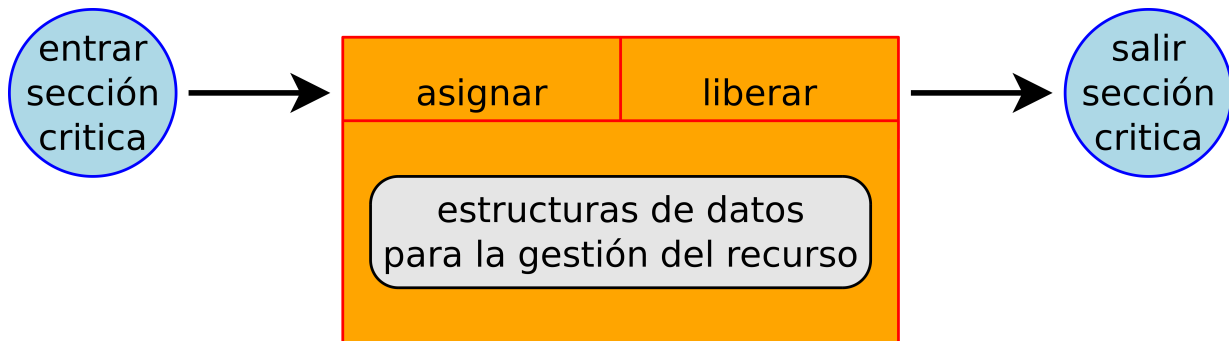 entrar
sección
critica
asignar
liberar
estructuras de datos
para la gestión del recurso
salir
sección
critica